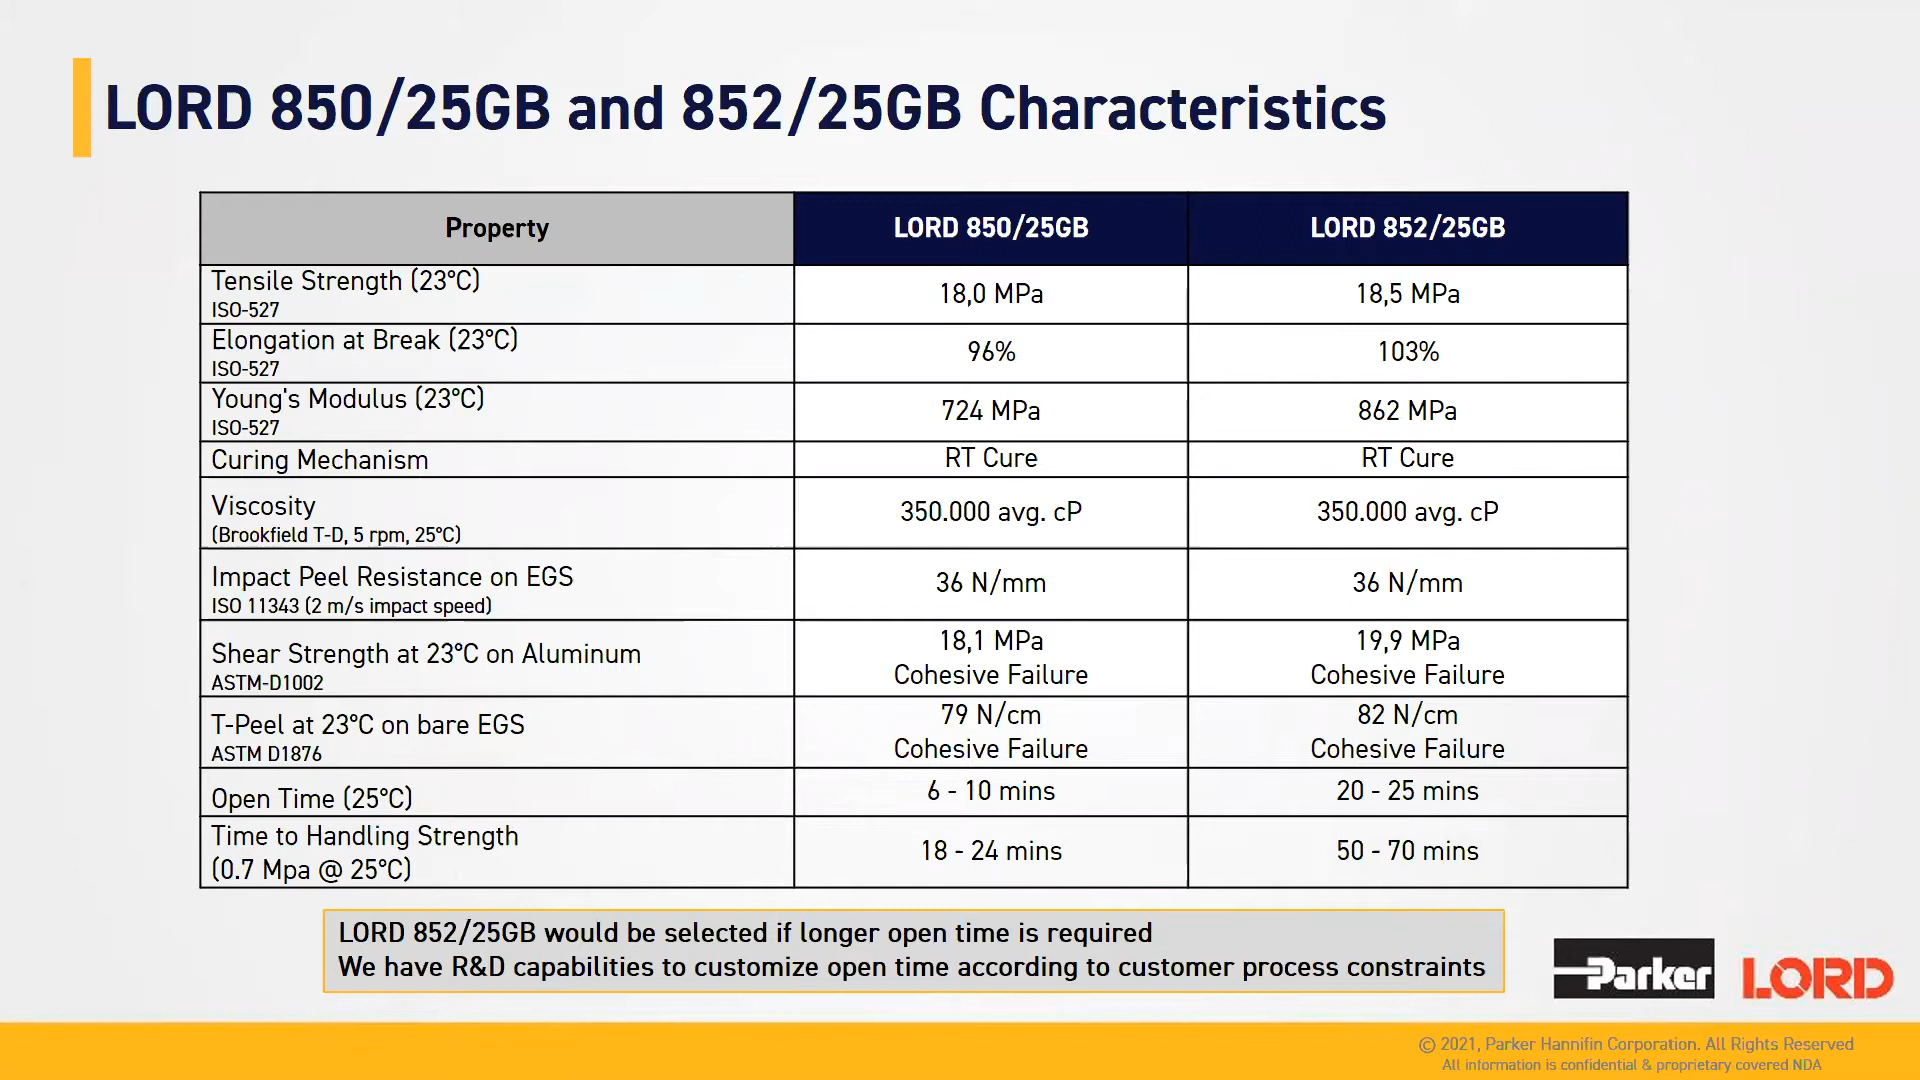 LORD 850/25GB and 852/25GB Characteristics
Property
LORD 850/25GB
LORD 852/25GB
Tensile Strength (23°C)
ISO-527
18,0 MPa
18,5 MPa
Elongation at Break (23°C)
ISO-527
96%
103%
Young's Modulus (23°C)
ISO-527
724 MPa
862 MPa
Curing Mechanism
RT Cure
RT Cure
Viscosity
(Brookfield T-D, 5 rpm, 25°C)
350.000 avg. cP
350.000 avg. cP
Impact Peel Resistance on EGS
ISO 11343 (2 m/s impact speed)
36 N/mm
36 N/mm
Shear Strength at 23°C on Aluminum
ASTM-D1002
18,1 MPa
Cohesive Failure
19,9 MPa
Cohesive Failure
T-Peel at 23°C on bare EGS
ASTM D1876
79 N/cm
Cohesive Failure
82 N/cm
Cohesive Failure
Open Time (25°C)
6 - 10 mins
20 - 25 mins
Time to Handling Strength
(0.7 Mpa @ 25°C)
18 - 24 mins
50 - 70 mins
LORD 852/25GB would be selected if longer open time is required
We have R&D capabilities to customize open time according to customer process constraints
Parker
LORD
© 2021, Parker Hannifin Corporation. All Rights Reserved
All information is confidential & proprietary covered NDA